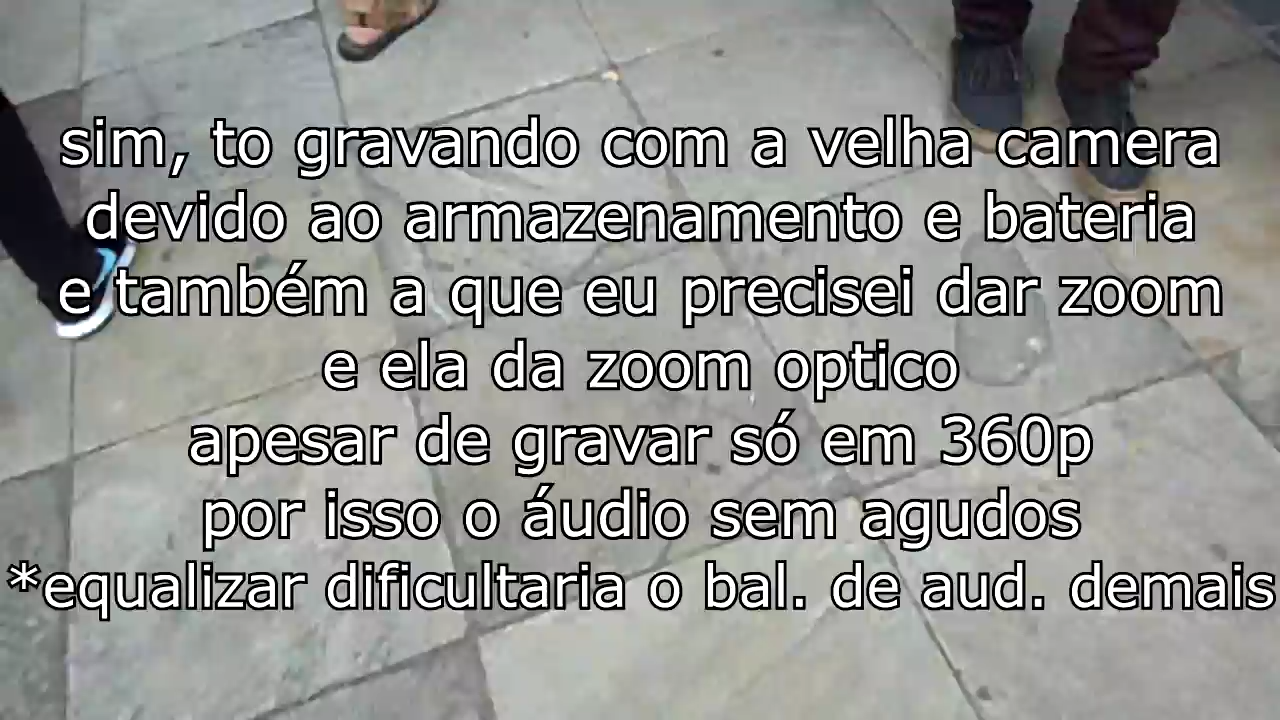 sim, to gravando com a velha camera
devido ao armazenamento e bateria
e também a que eu precisei dar zoom
e ela da zoom optico
apesar de gravar só em 360p
por isso o áudio sem agudos
*equalizar dificultaria o bal. de aud. demais